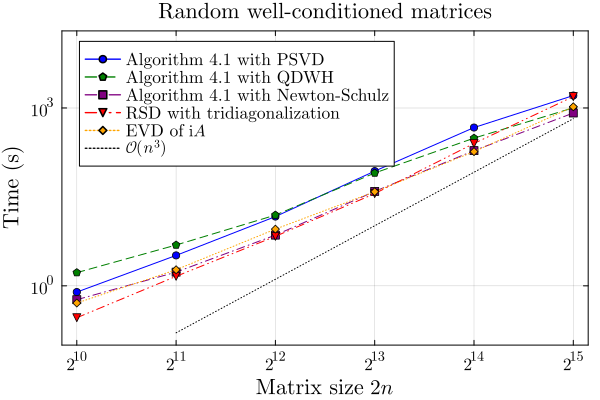 Random well-conditioned matrices
Algorithm 4.1 with PSVD
Algorithm 4.1 with QDWH
Algorithm 4.1 with Newton-Schulz
RSD with tridiagonalization
EVD of iA
𝒪(n³)
Time (s)
10³
10⁰
2¹⁰ 2¹¹ 2¹² 2¹³ 2¹⁴ 2¹⁵
Matrix size 2n